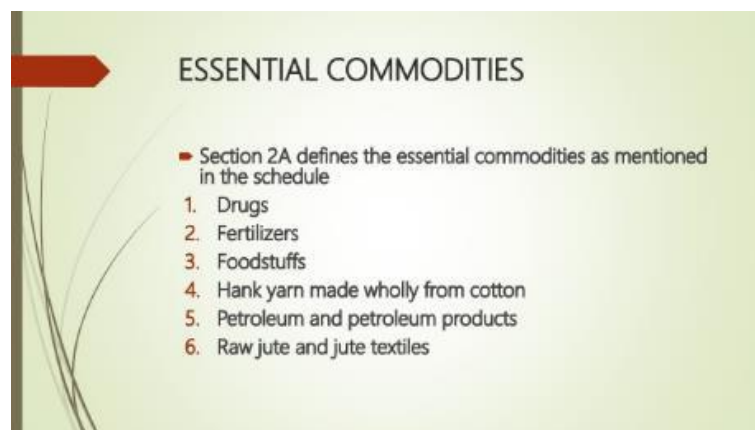 ESSENTIAL COMMODITIES
Section 2A defines the essential commodities as mentioned
in the schedule
1. Drugs
2. Fertilizers
3. Foodstuffs
4. Hank yarn made wholly from cotton
5. Petroleum and petroleum products
6. Raw jute and jute textiles